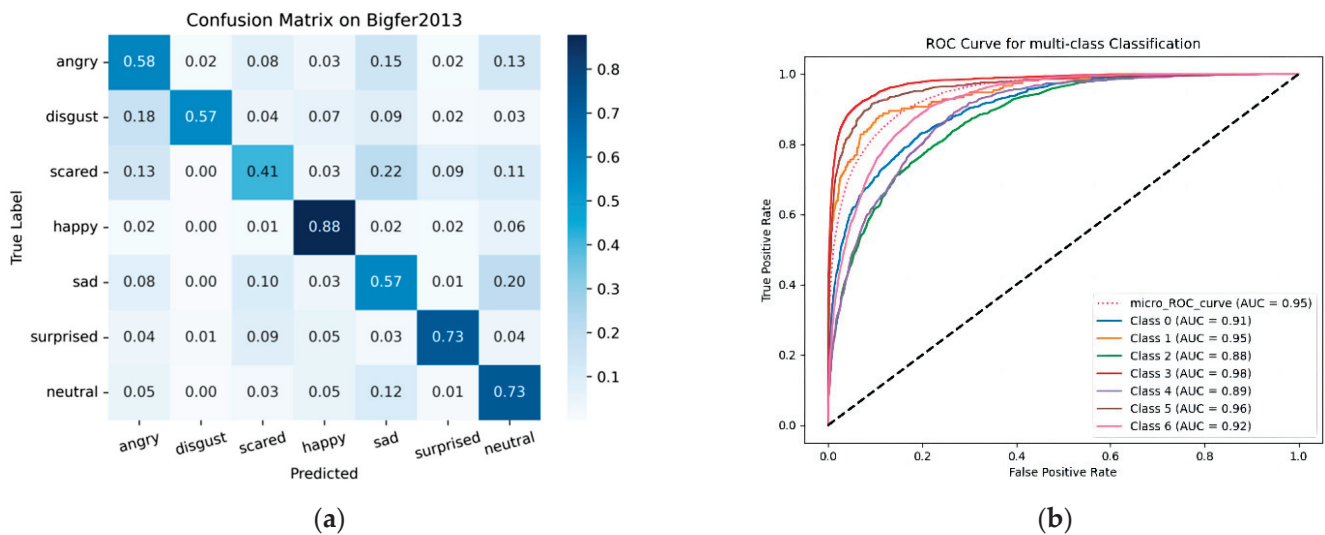 Confusion Matrix on Bigfer2013
True Label
angry 0.58 0.02 0.08 0.03 0.15 0.02 0.13
disgust 0.18 0.57 0.04 0.07 0.09 0.02 0.03
scared 0.13 0.00 0.41 0.03 0.22 0.09 0.11
happy 0.02 0.00 0.01 0.88 0.02 0.02 0.06
sad 0.08 0.00 0.10 0.03 0.57 0.01 0.20
surprised 0.04 0.01 0.09 0.05 0.03 0.73 0.04
neutral 0.05 0.00 0.03 0.05 0.12 0.01 0.73
angry disgust scared happy sad surprised neutral
Predicted
0.8
0.7
0.6
0.5
0.4
0.3
0.2
0.1
(a)
ROC Curve for multi-class Classification
True Positive Rate
1.0
0.8
0.6
0.4
0.2
0.0
micro_ROC_curve (AUC = 0.95)
Class 0 (AUC = 0.91)
Class 1 (AUC = 0.95)
Class 2 (AUC = 0.88)
Class 3 (AUC = 0.98)
Class 4 (AUC = 0.89)
Class 5 (AUC = 0.96)
Class 6 (AUC = 0.92)
0.0 0.2 0.4 0.6 0.8 1.0
False Positive Rate
(b)